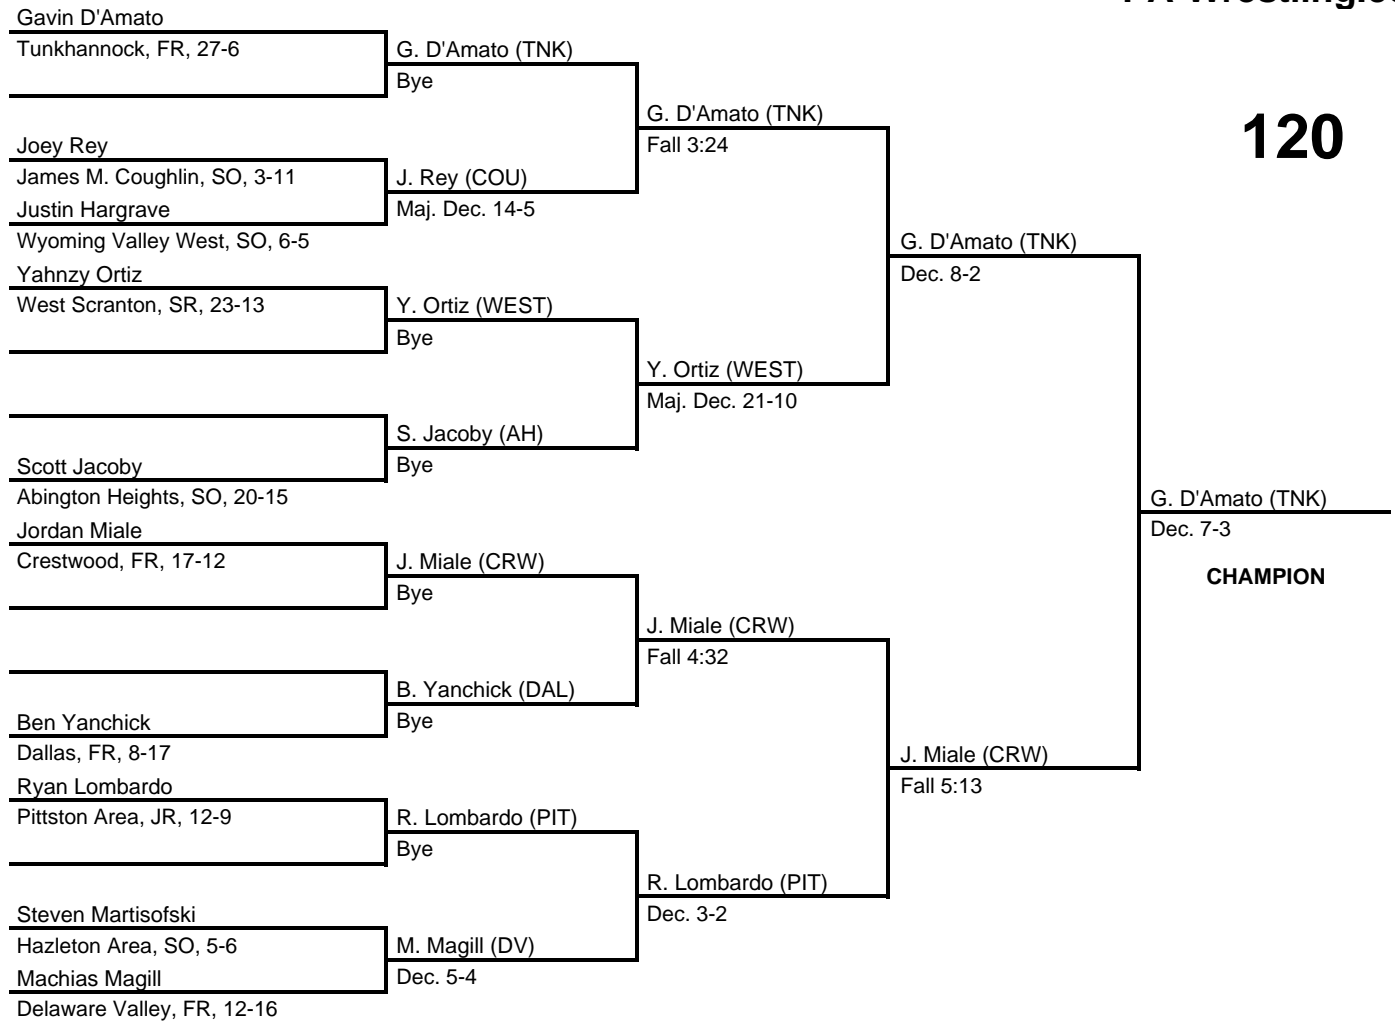 Gavin D'Amato
Tunkhannock, FR, 27-6
G. D'Amato (TNK)
Bye
G. D'Amato (TNK)
Fall 3:24
120
Joey Rey
James M. Coughlin, SO, 3-11
J. Rey (COU)
Justin Hargrave
Maj. Dec. 14-5
Wyoming Valley West, SO, 6-5
G. D'Amato (TNK)
Yahnzy Ortiz
Dec. 8-2
West Scranton, SR, 23-13
Y. Ortiz (WEST)
Bye
Y. Ortiz (WEST)
Maj. Dec. 21-10
S. Jacoby (AH)
Scott Jacoby
Bye
Abington Heights, SO, 20-15
G. D'Amato (TNK)
Jordan Miale
Dec. 7-3
Crestwood, FR, 17-12
J. Miale (CRW)
CHAMPION
Bye
J. Miale (CRW)
Fall 4:32
B. Yanchick (DAL)
Ben Yanchick
Bye
Dallas, FR, 8-17
J. Miale (CRW)
Ryan Lombardo
Fall 5:13
Pittston Area, JR, 12-9
R. Lombardo (PIT)
Bye
R. Lombardo (PIT)
Steven Martisofski
Dec. 3-2
Hazleton Area, SO, 5-6
M. Magill (DV)
Machias Magill
Dec. 5-4
Delaware Valley, FR, 12-16